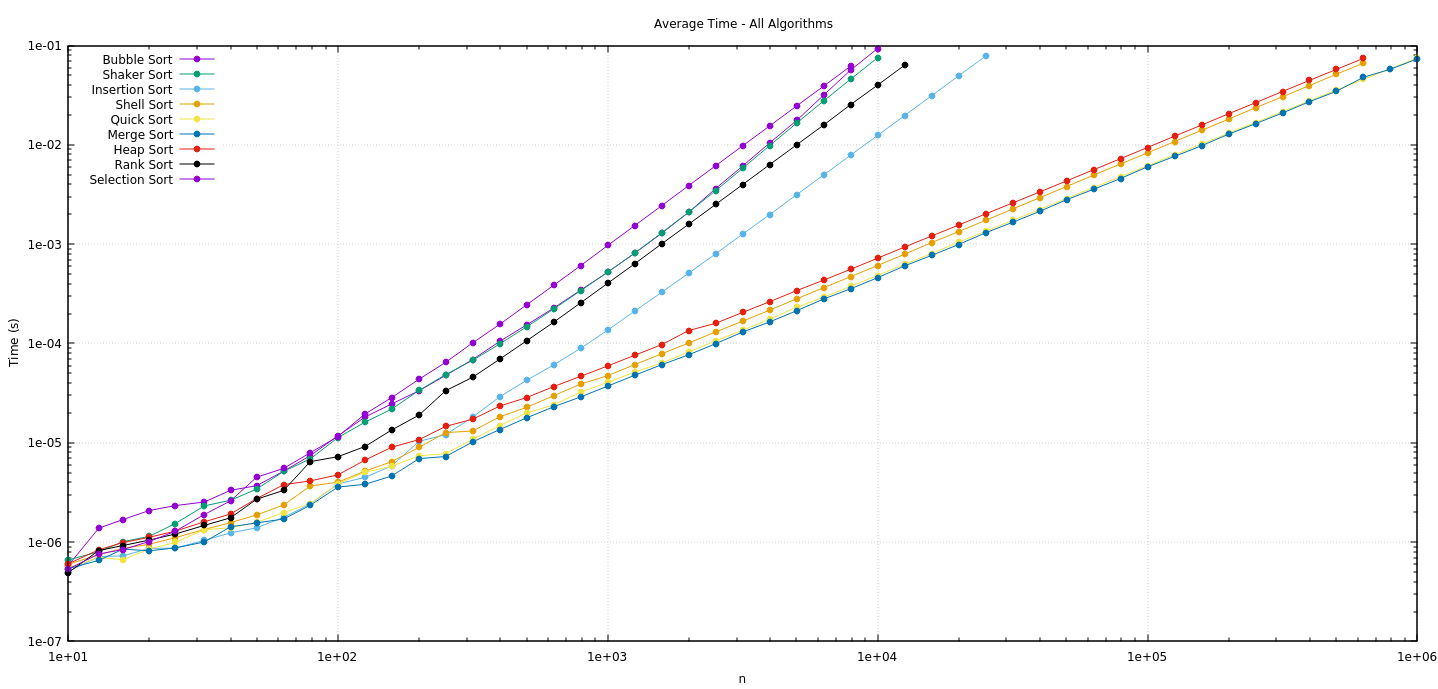 Average Time - All Algorithms
1e-01
Bubble Sort
Shaker Sort
Insertion Sort
Shell Sort
Quick Sort
Merge Sort
Heap Sort
Rank Sort
Selection Sort
1e-02
1e-03
1e-04
1e-05
1e-06
1e-07
Time (s)
1e+01
1e+02
1e+03
1e+04
1e+05
1e+06
n